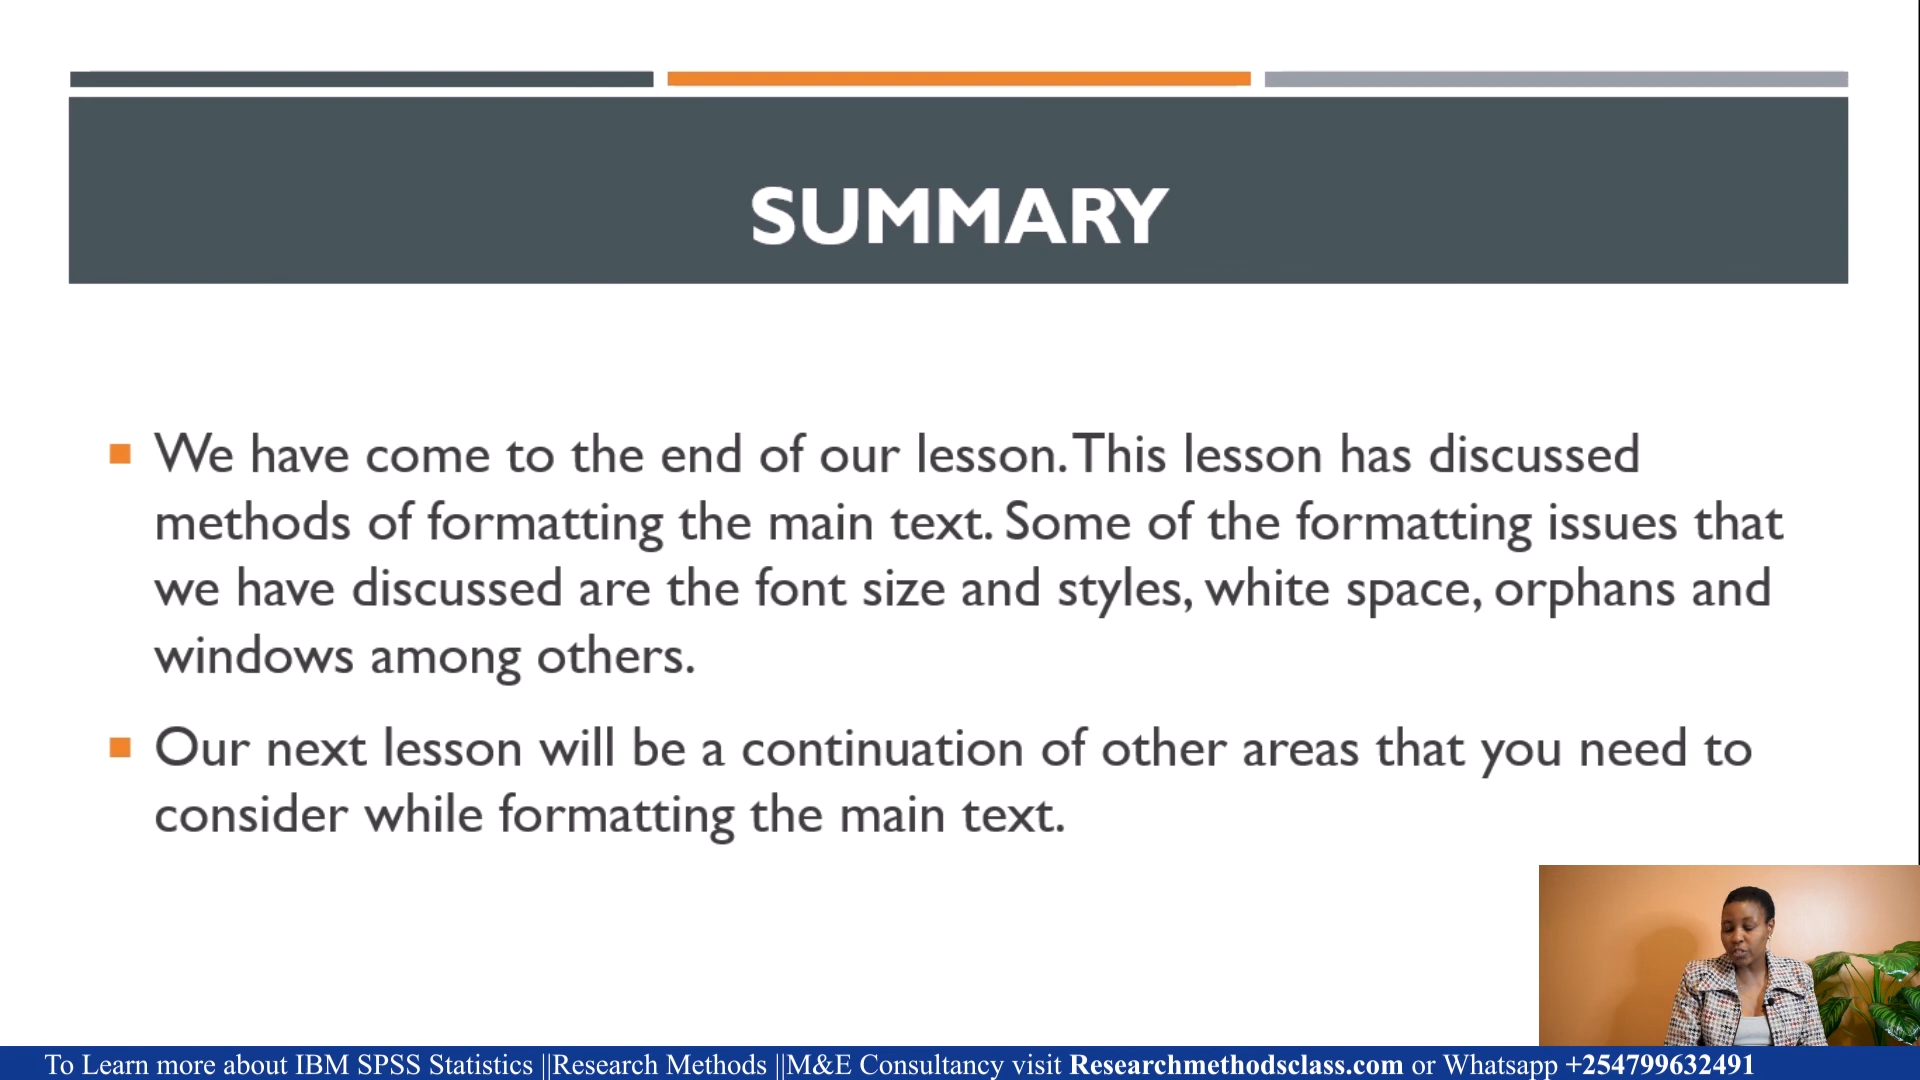 SUMMARY
We have come to the end of our lesson. This lesson has discussed
methods of formatting the main text. Some of the formatting issues that
we have discussed are the font size and styles, white space, orphans and
windows among others.
Our next lesson will be a continuation of other areas that you need to
consider while formatting the main text.
To Learn more about IBM SPSS Statistics ||Research Methods ||M&E Consultancy visit Researchmethodsclass.com or Whatsapp +254799632491